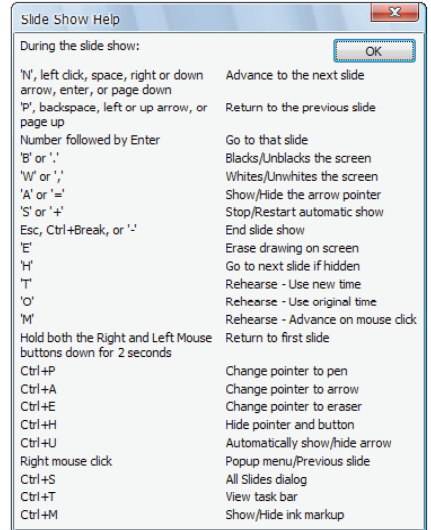 Slide Show Help
During the slide show:
OK
'N', left click, space, right or down Advance to the next slide
arrow, enter, or page down
'P', backspace, left or up arrow, or Return to the previous slide
page up
Number followed by Enter Go to that slide
'B' or '.' Blacks/Unblacks the screen
'W' or ',' Whites/Unwhites the screen
'A' or '=' Show/Hide the arrow pointer
'S' or '+' Stop/Restart automatic show
Esc, Ctrl+Break, or '-' End slide show
'E' Erase drawing on screen
'H' Go to next slide if hidden
'T' Rehearse - Use new time
'O' Rehearse - Use original time
'M' Rehearse - Advance on mouse click
Hold both the Right and Left Mouse Return to first slide
buttons down for 2 seconds
Ctrl+P Change pointer to pen
Ctrl+A Change pointer to arrow
Ctrl+E Change pointer to eraser
Ctrl+H Hide pointer and button
Ctrl+U Automatically show/hide arrow
Right mouse click Popup menu/Previous slide
Ctrl+S All Slides dialog
Ctrl+T View task bar
Ctrl+M Show/Hide ink markup